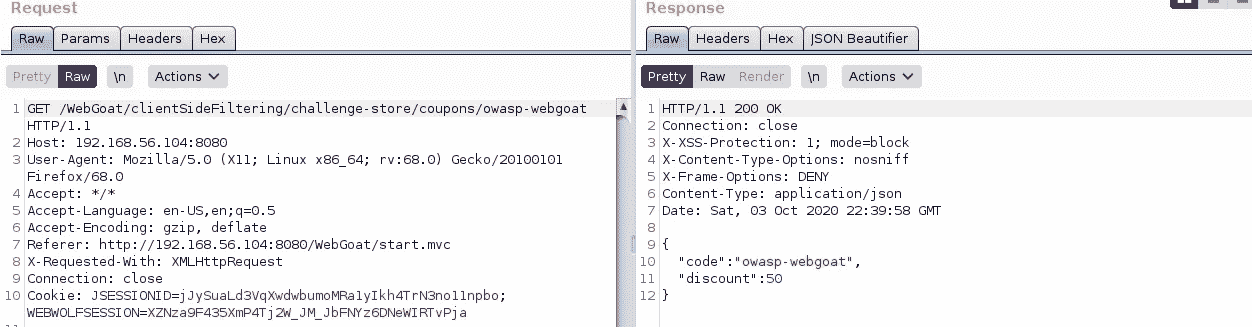 Request
Raw Params Headers Hex
Pretty Raw \n Actions
1 GET /WebGoat/clientSideFiltering/challenge-store/coupons/owasp-webgoat
HTTP/1.1
2 Host: 192.168.56.104:8080
3 User-Agent: Mozilla/5.0 (X11; Linux x86_64; rv:68.0) Gecko/20100101
Firefox/68.0
4 Accept: */*
5 Accept-Language: en-US,en;q=0.5
6 Accept-Encoding: gzip, deflate
7 Referer: http://192.168.56.104:8080/WebGoat/start.mvc
8 X-Requested-With: XMLHttpRequest
9 Connection: close
10 Cookie: JSESSIONID=jJySuaLd3VqXwdwbumoMRa1yIkh4TrN3no11npbo;
WEBWOLFSESSION=XZNza9F435XmP4Tj2W_JM_JbFNYz6DNeWIRTvPja
Response
Raw Headers Hex JSON Beautifier
Pretty Raw Render \n Actions
1 HTTP/1.1 200 OK
2 Connection: close
3 X-XSS-Protection: 1; mode=block
4 X-Content-Type-Options: nosniff
5 X-Frame-Options: DENY
6 Content-Type: application/json
7 Date: Sat, 03 Oct 2020 22:39:58 GMT
8
9 {
10 "code":"owasp-webgoat",
11 "discount":50
12 }